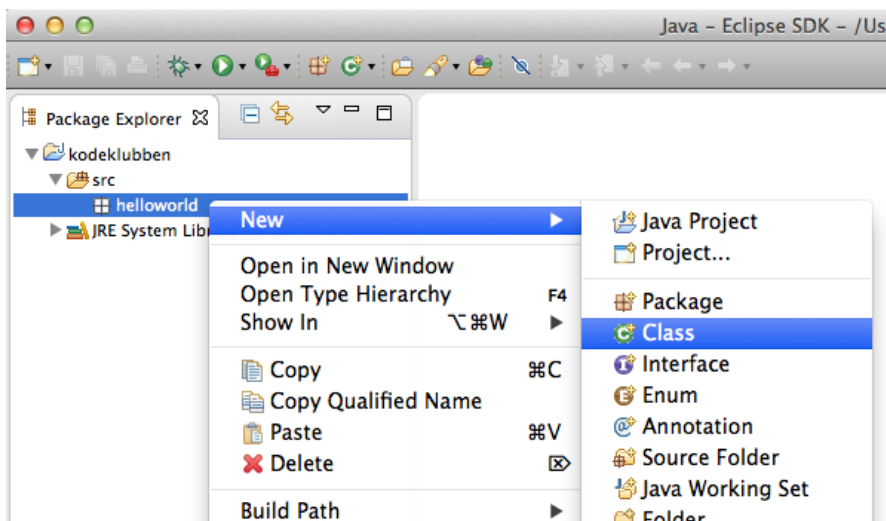 Java – Eclipse SDK – /Us
Package Explorer
kodeklubben
src
helloworld
JRE System Libr
New
Open in New Window
Open Type Hierarchy F4
Show In ⌥⌘W
Copy ⌘C
Copy Qualified Name
Paste ⌘V
Delete ⌦
Build Path
Java Project
Project...
Package
Class
Interface
Enum
Annotation
Source Folder
Java Working Set
Folder